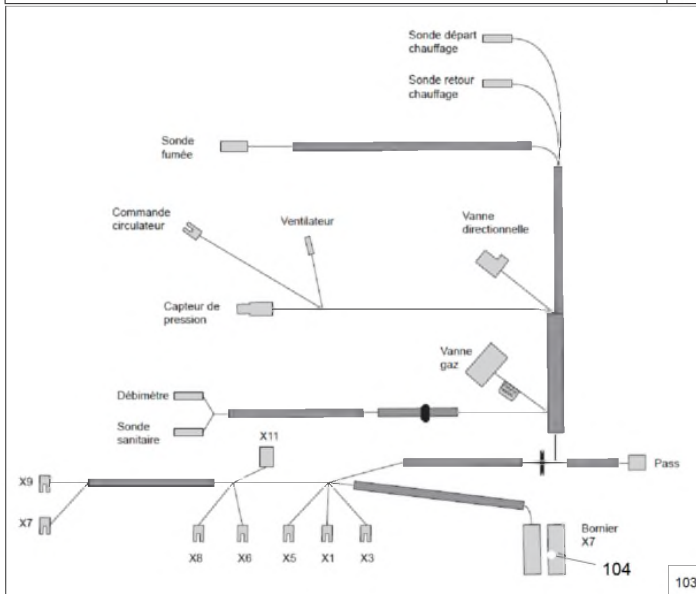 Sonde départ
chauffage
Sonde retour
chauffage
Sonde
fumée
Commande
circulateur
Ventilateur
Vanne
directionnelle
Capteur de
pression
Vanne
gaz
Débimètre
Sonde
sanitaire
X11
Pass
X9
X7
X8
X6
X5
X1
X3
Bornier
X7
104
103